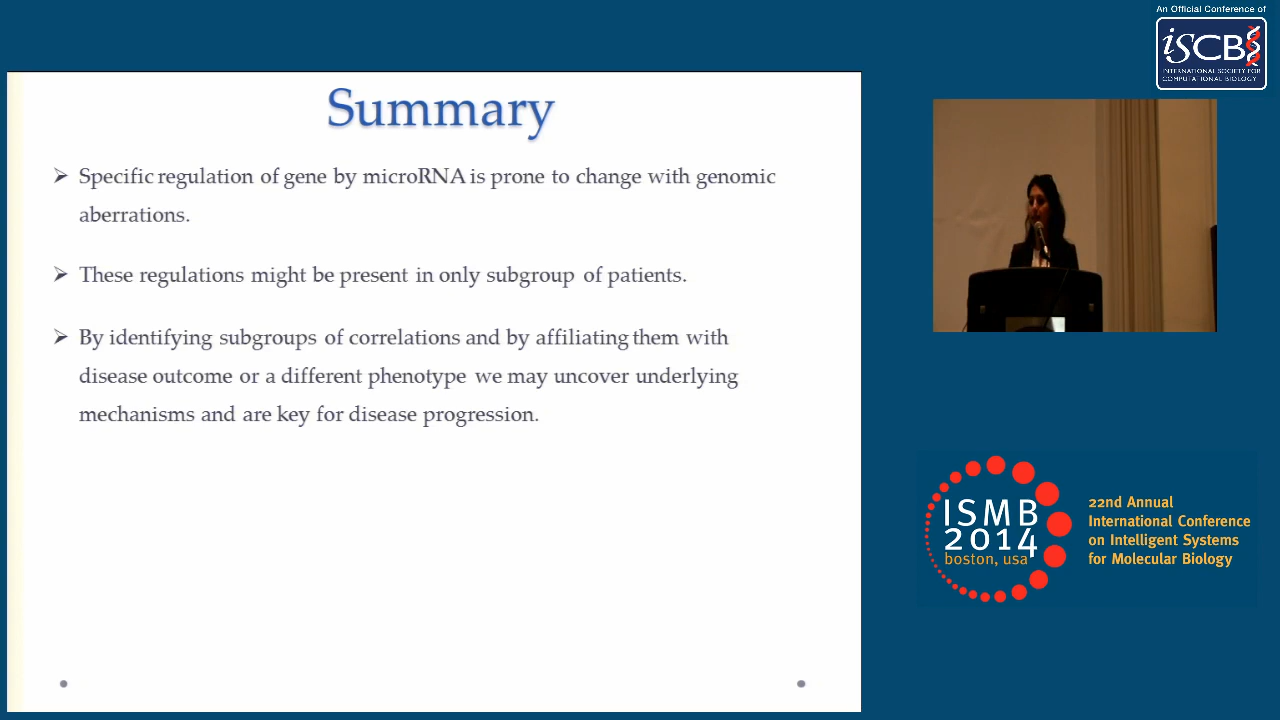 An Official Conference of
iSCB
INTERNATIONAL SOCIETY FOR
COMPUTATIONAL BIOLOGY
Summary
Specific regulation of gene by microRNA is prone to change with genomic
aberrations.
These regulations might be present in only subgroup of patients.
By identifying subgroups of correlations and by affiliating them with
disease outcome or a different phenotype we may uncover underlying
mechanisms and are key for disease progression.
ISMB
2014
boston, usa
22nd Annual
International Conference
on Intelligent Systems
for Molecular Biology